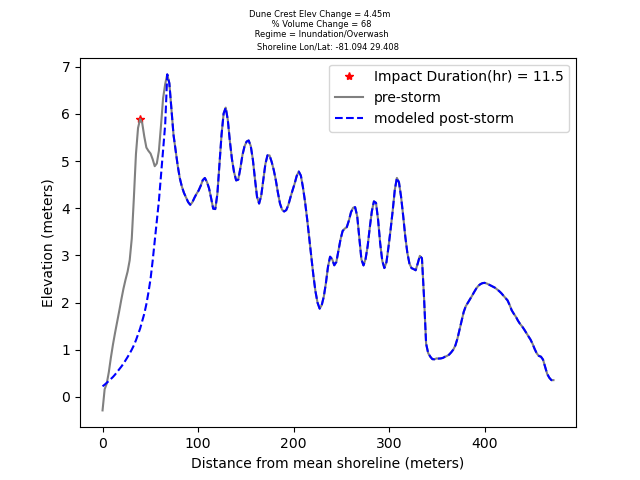 Dune Crest Elev Change = 4.45m
% Volume Change = 68
Regime = Inundation/Overwash
Shoreline Lon/Lat: -81.094 29.408
Impact Duration(hr) = 11.5
pre-storm
modeled post-storm
7
6
5
4
3
2
1
0
Elevation (meters)
0 100 200 300 400
Distance from mean shoreline (meters)